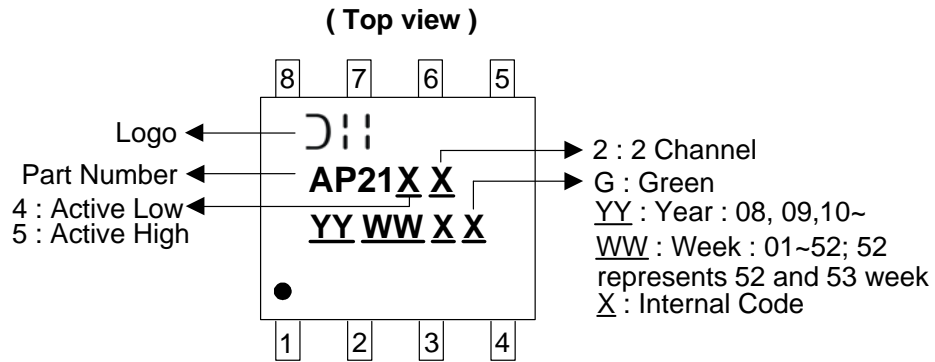 ( Top view )
8 7 6 5
Logo
Part Number
4 : Active Low
5 : Active High
AP21X X
YY WW X X
2 : 2 Channel
G : Green
YY : Year : 08, 09,10~
WW : Week : 01~52; 52
represents 52 and 53 week
X : Internal Code
1 2 3 4